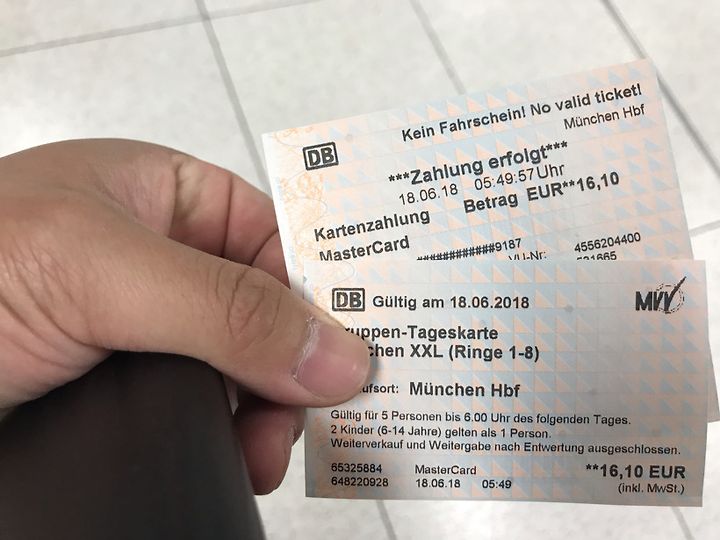 Kein Fahrschein! No valid ticket!
München Hbf
DB
***Zahlung erfolgt***
18.06.18 05:49:57 Uhr
Kartenzahlung Betrag EUR**16,10
MasterCard
############9187 4556204400
VU-Nr:
DB Gültig am 18.06.2018 MVV
ruppen-Tageskarte
chen XXL (Ringe 1-8)
ufsort: München Hbf
Gültig für 5 Personen bis 6.00 Uhr des folgenden Tages.
2 Kinder (6-14 Jahre) gelten als 1 Person.
Weiterverkauf und Weitergabe nach Entwertung ausgeschlossen.
65325884 MasterCard **16,10 EUR
648220928 18.06.18 05:49 (inkl. MwSt.)